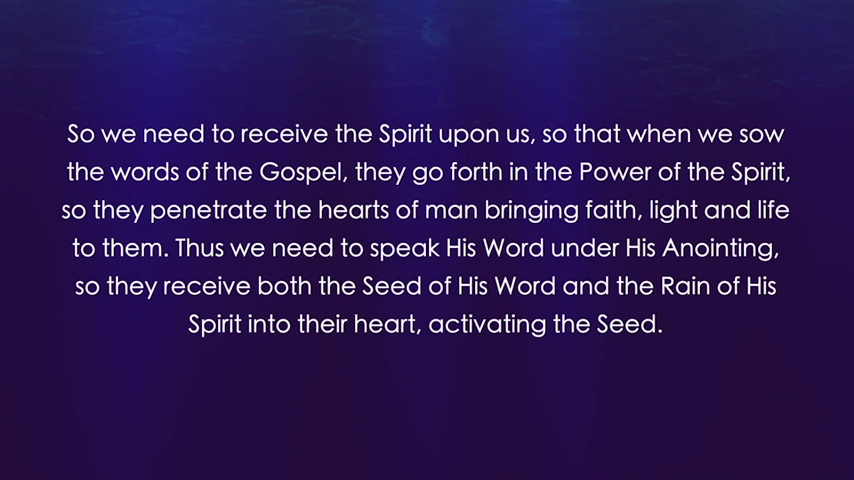 So we need to receive the Spirit upon us, so that when we sow
the words of the Gospel, they go forth in the Power of the Spirit,
so they penetrate the hearts of man bringing faith, light and life
to them. Thus we need to speak His Word under His Anointing,
so they receive both the Seed of His Word and the Rain of His
Spirit into their heart, activating the Seed.